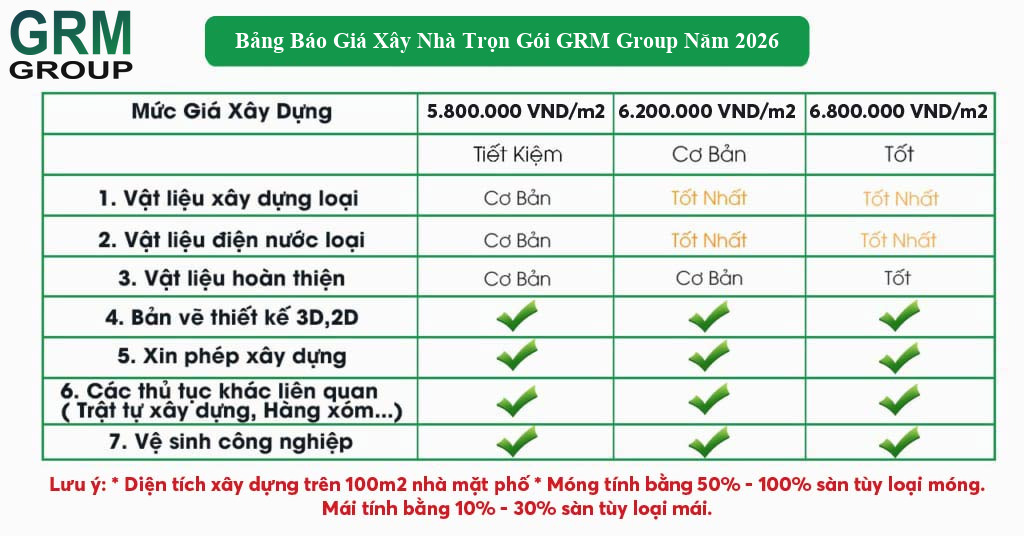 GRM
GROUP
Bảng Báo Giá Xây Nhà Trọn Gói GRM Group Năm 2026
Mức Giá Xây Dựng 5.800.000 VND/m2 6.200.000 VND/m2 6.800.000 VND/m2
Tiết Kiệm Cơ Bản Tốt
1. Vật liệu xây dựng loại Cơ Bản Tốt Nhất Tốt Nhất
2. Vật liệu điện nước loại Cơ Bản Tốt Nhất Tốt Nhất
3. Vật liệu hoàn thiện Cơ Bản Cơ Bản Tốt
4. Bản vẽ thiết kế 3D,2D
5. Xin phép xây dựng
6. Các thủ tục khác liên quan
( Trật tự xây dựng, Hàng xóm...)
7. Vệ sinh công nghiệp
Lưu ý: * Diện tích xây dựng trên 100m2 nhà mặt phố * Móng tính bằng 50% - 100% sàn tùy loại móng.
Mái tính bằng 10% - 30% sàn tùy loại mái.